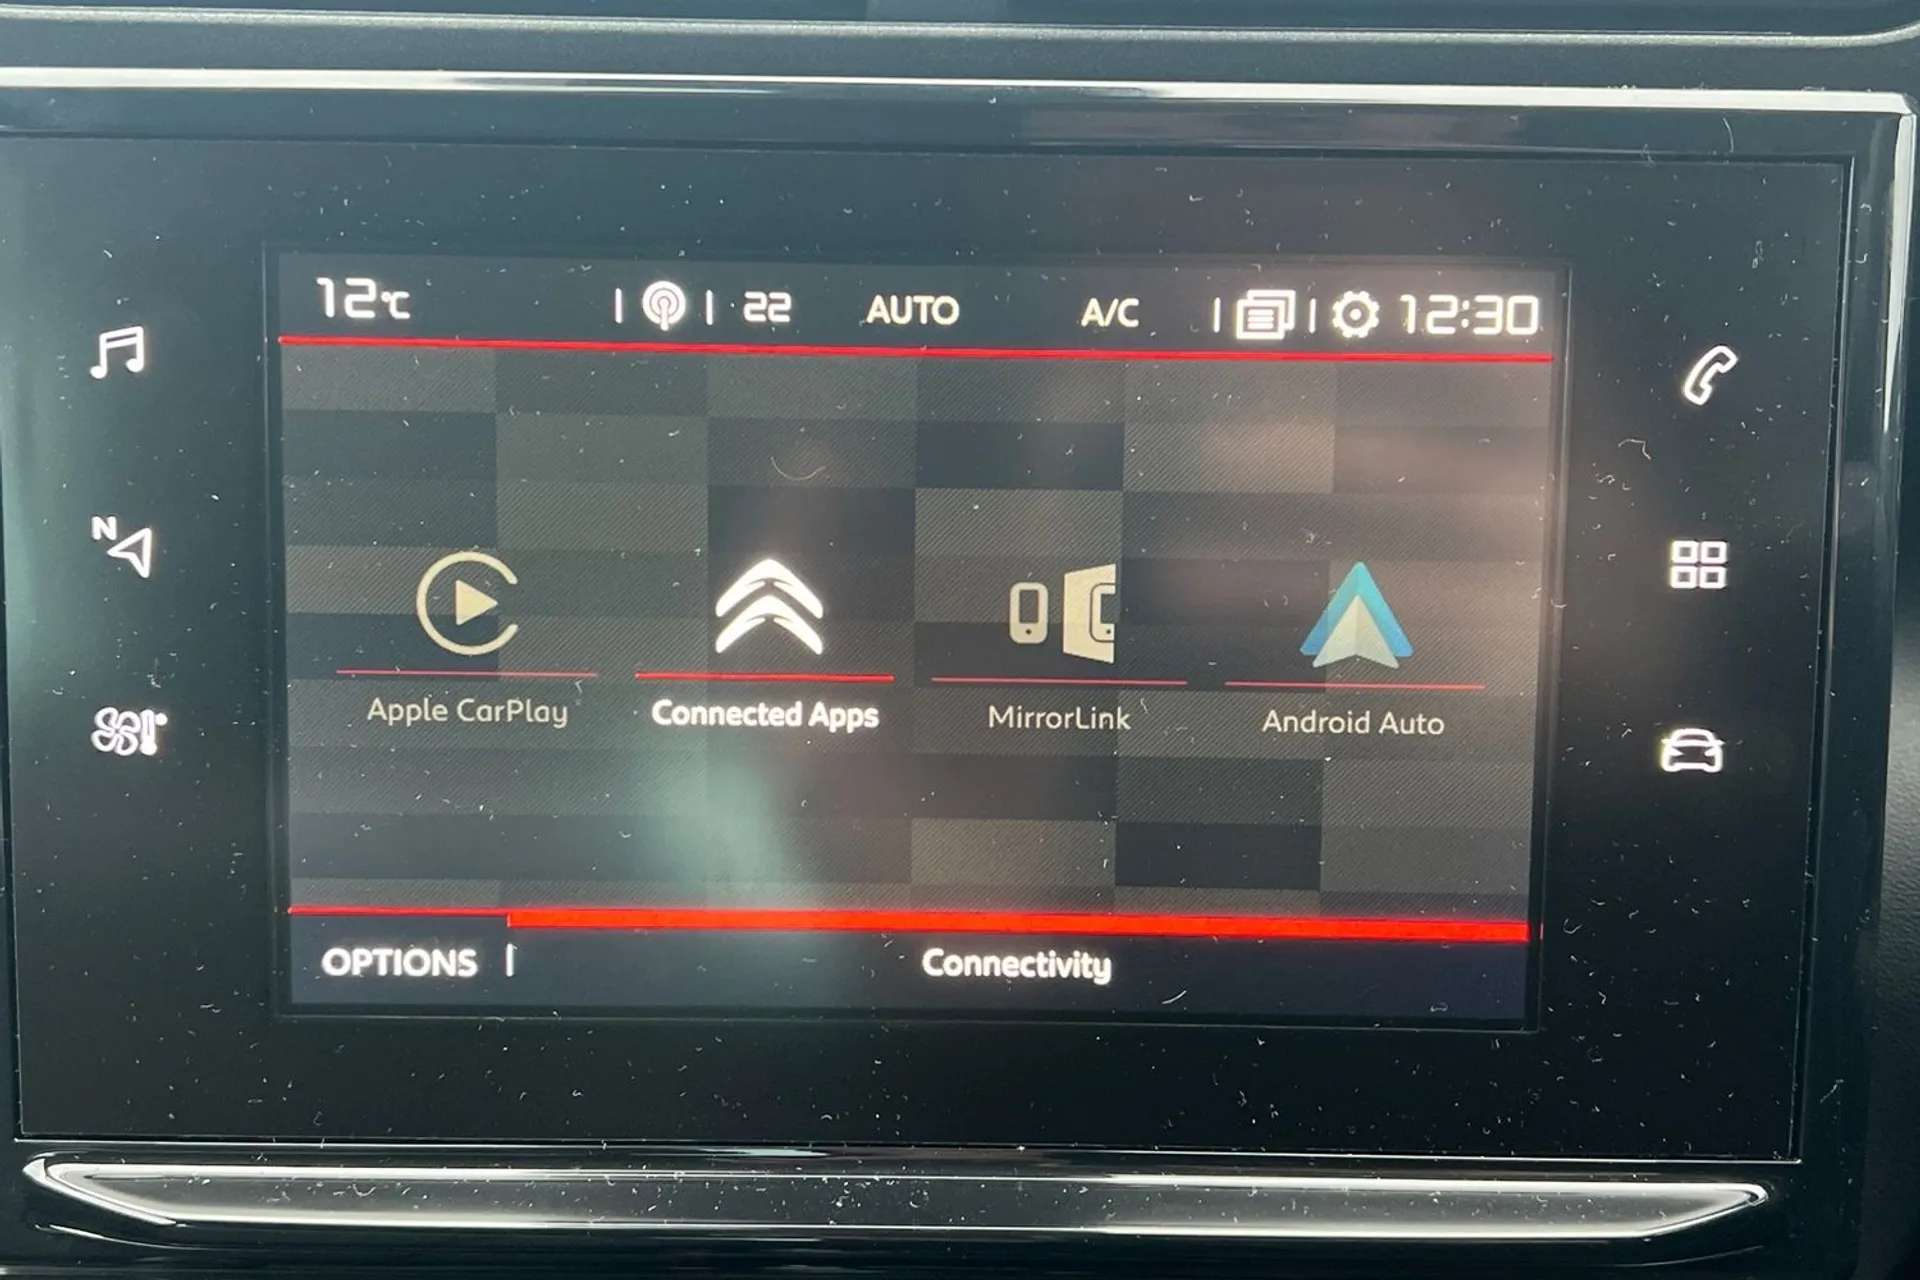 12°C 22 AUTO A/C 12:30
N
Apple CarPlay Connected Apps MirrorLink Android Auto
OPTIONS Connectivity